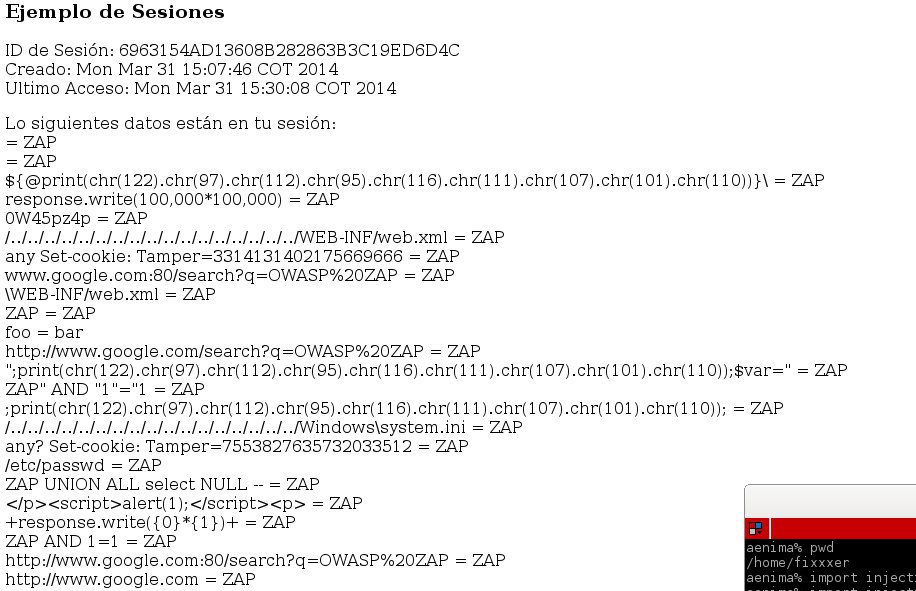 Ejemplo de Sesiones
ID de Sesión: 6963154AD13608B282863B3C19ED6D4C
Creado: Mon Mar 31 15:07:46 COT 2014
Ultimo Acceso: Mon Mar 31 15:30:08 COT 2014
Lo siguientes datos están en tu sesión:
= ZAP
= ZAP
${@print(chr(122).chr(97).chr(112).chr(95).chr(116).chr(111).chr(107).chr(101).chr(110))}\ = ZAP
response.write(100,000*100,000) = ZAP
0W45pz4p = ZAP
/../../../../../../../../../../../../../../../../../WEB-INF/web.xml = ZAP
any Set-cookie: Tamper=3314131402175669666 = ZAP
www.google.com:80/search?q=OWASP%20ZAP = ZAP
\WEB-INF/web.xml = ZAP
ZAP = ZAP
foo = bar
http://www.google.com/search?q=OWASP%20ZAP = ZAP
";print(chr(122).chr(97).chr(112).chr(95).chr(116).chr(111).chr(107).chr(101).chr(110));$var=" = ZAP
ZAP" AND "1"="1 = ZAP
;print(chr(122).chr(97).chr(112).chr(95).chr(116).chr(111).chr(107).chr(101).chr(110)); = ZAP
/../../../../../../../../../../../../../../../../../Windows\system.ini = ZAP
any? Set-cookie: Tamper=7553827635732033512 = ZAP
/etc/passwd = ZAP
ZAP UNION ALL select NULL -- = ZAP
</p><script>alert(1);</script><p> = ZAP
+response.write({0}*{1})+ = ZAP
ZAP AND 1=1 = ZAP
http://www.google.com:80/search?q=OWASP%20ZAP = ZAP
http://www.google.com = ZAP
aenima% pwd
/home/fixxxer
aenima% import injecti